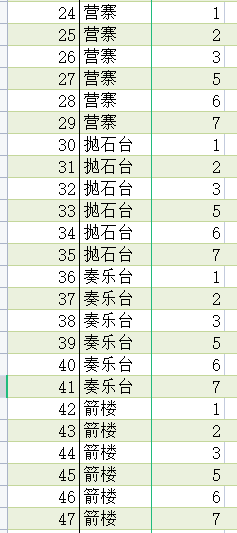 24 营寨 1
25 营寨 2
26 营寨 3
27 营寨 5
28 营寨 6
29 营寨 7
30 抛石台 1
31 抛石台 2
32 抛石台 3
33 抛石台 5
34 抛石台 6
35 抛石台 7
36 奏乐台 1
37 奏乐台 2
38 奏乐台 3
39 奏乐台 5
40 奏乐台 6
41 奏乐台 7
42 箭楼 1
43 箭楼 2
44 箭楼 3
45 箭楼 5
46 箭楼 6
47 箭楼 7